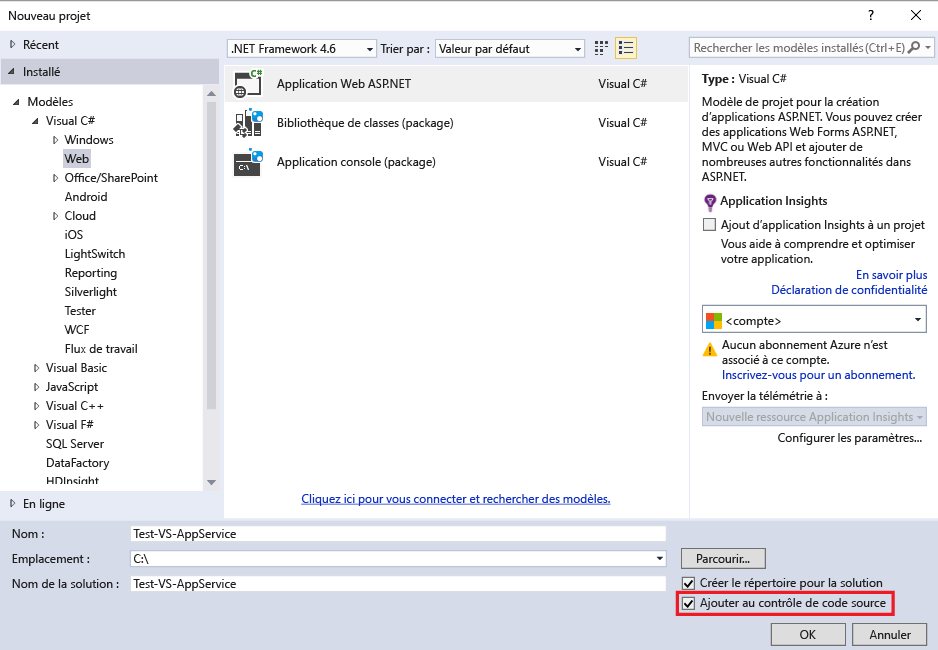 Nouveau projet
?
Récent
Installé
Modèles
Visual C#
Windows
Web
Office/SharePoint
Android
Cloud
iOS
LightSwitch
Reporting
Silverlight
Tester
WCF
Flux de travail
Visual Basic
JavaScript
Visual C++
Visual F#
SQL Server
DataFactory
HDInsight
En ligne
.NET Framework 4.6
Trier par :
Valeur par défaut
Rechercher les modèles installés (Ctrl+E)
Application Web ASP.NET
Visual C#
Bibliothèque de classes (package)
Visual C#
Application console (package)
Visual C#
Cliquez ici pour vous connecter et rechercher des modèles.
Type : Visual C#
Modèle de projet pour la création
d'applications ASP.NET. Vous pouvez créer
des applications Web Forms ASP.NET,
MVC ou Web API et ajouter de
nombreuses autres fonctionnalités dans
ASP.NET.
Application Insights
Ajout d'application Insights à un projet
Vous aide à comprendre et optimiser
votre application.
En savoir plus
Déclaration de confidentialité
<compte>
Aucun abonnement Azure n'est
associé à ce compte.
Inscrivez-vous pour un abonnement.
Envoyer la télémétrie à :
Nouvelle ressource Application Insights
Configurer les paramètres...
Nom :
Test-VS-AppService
Emplacement :
C:\
Parcourir...
Nom de la solution :
Test-VS-AppService
Créer le répertoire pour la solution
Ajouter au contrôle de code source
OK
Annuler